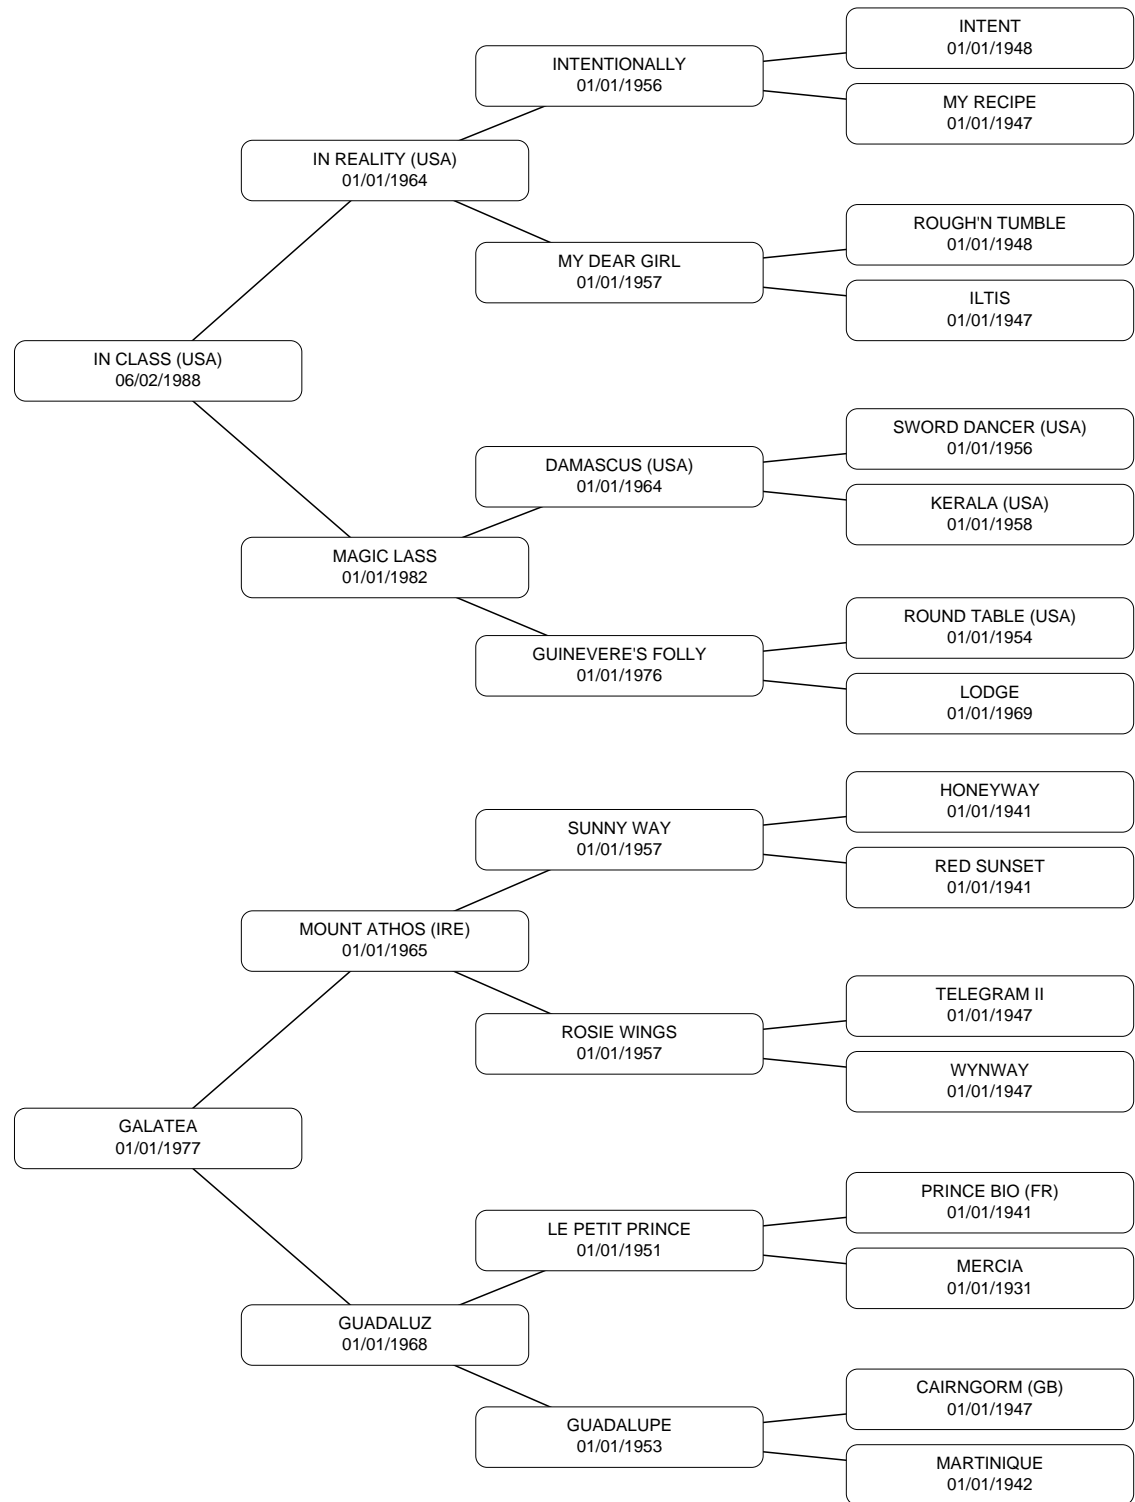 INTENT
01/01/1948
INTENTIONALLY
01/01/1956
MY RECIPE
01/01/1947
IN REALITY (USA)
01/01/1964
ROUGH'N TUMBLE
01/01/1948
MY DEAR GIRL
01/01/1957
ILTIS
01/01/1947
IN CLASS (USA)
06/02/1988
SWORD DANCER (USA)
01/01/1956
DAMASCUS (USA)
01/01/1964
KERALA (USA)
01/01/1958
MAGIC LASS
01/01/1982
ROUND TABLE (USA)
01/01/1954
GUINEVERE'S FOLLY
01/01/1976
LODGE
01/01/1969
HONEYWAY
01/01/1941
SUNNY WAY
01/01/1957
RED SUNSET
01/01/1941
MOUNT ATHOS (IRE)
01/01/1965
TELEGRAM II
01/01/1947
ROSIE WINGS
01/01/1957
WYNWAY
01/01/1947
GALATEA
01/01/1977
PRINCE BIO (FR)
01/01/1941
LE PETIT PRINCE
01/01/1951
MERCIA
01/01/1931
GUADALUZ
01/01/1968
CAIRNGORM (GB)
01/01/1947
GUADALUPE
01/01/1953
MARTINIQUE
01/01/1942